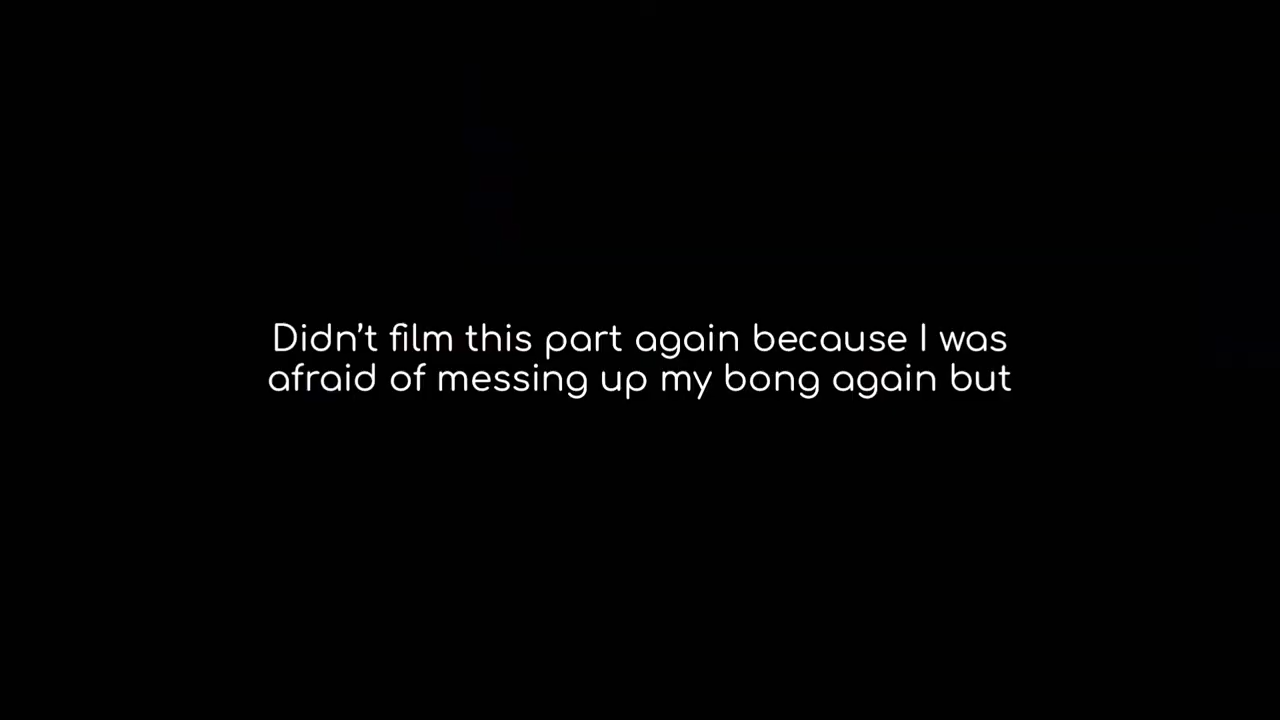 Didn’t film this part again because I was
afraid of messing up my bong again but